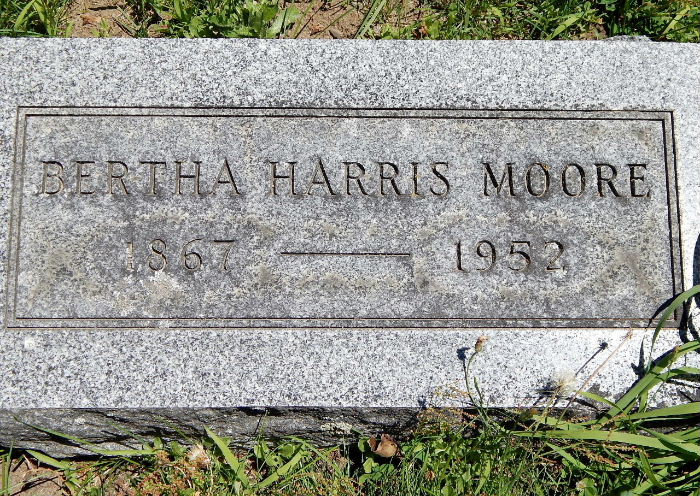 BERTHA HARRIS MOORE
1867 — 1952